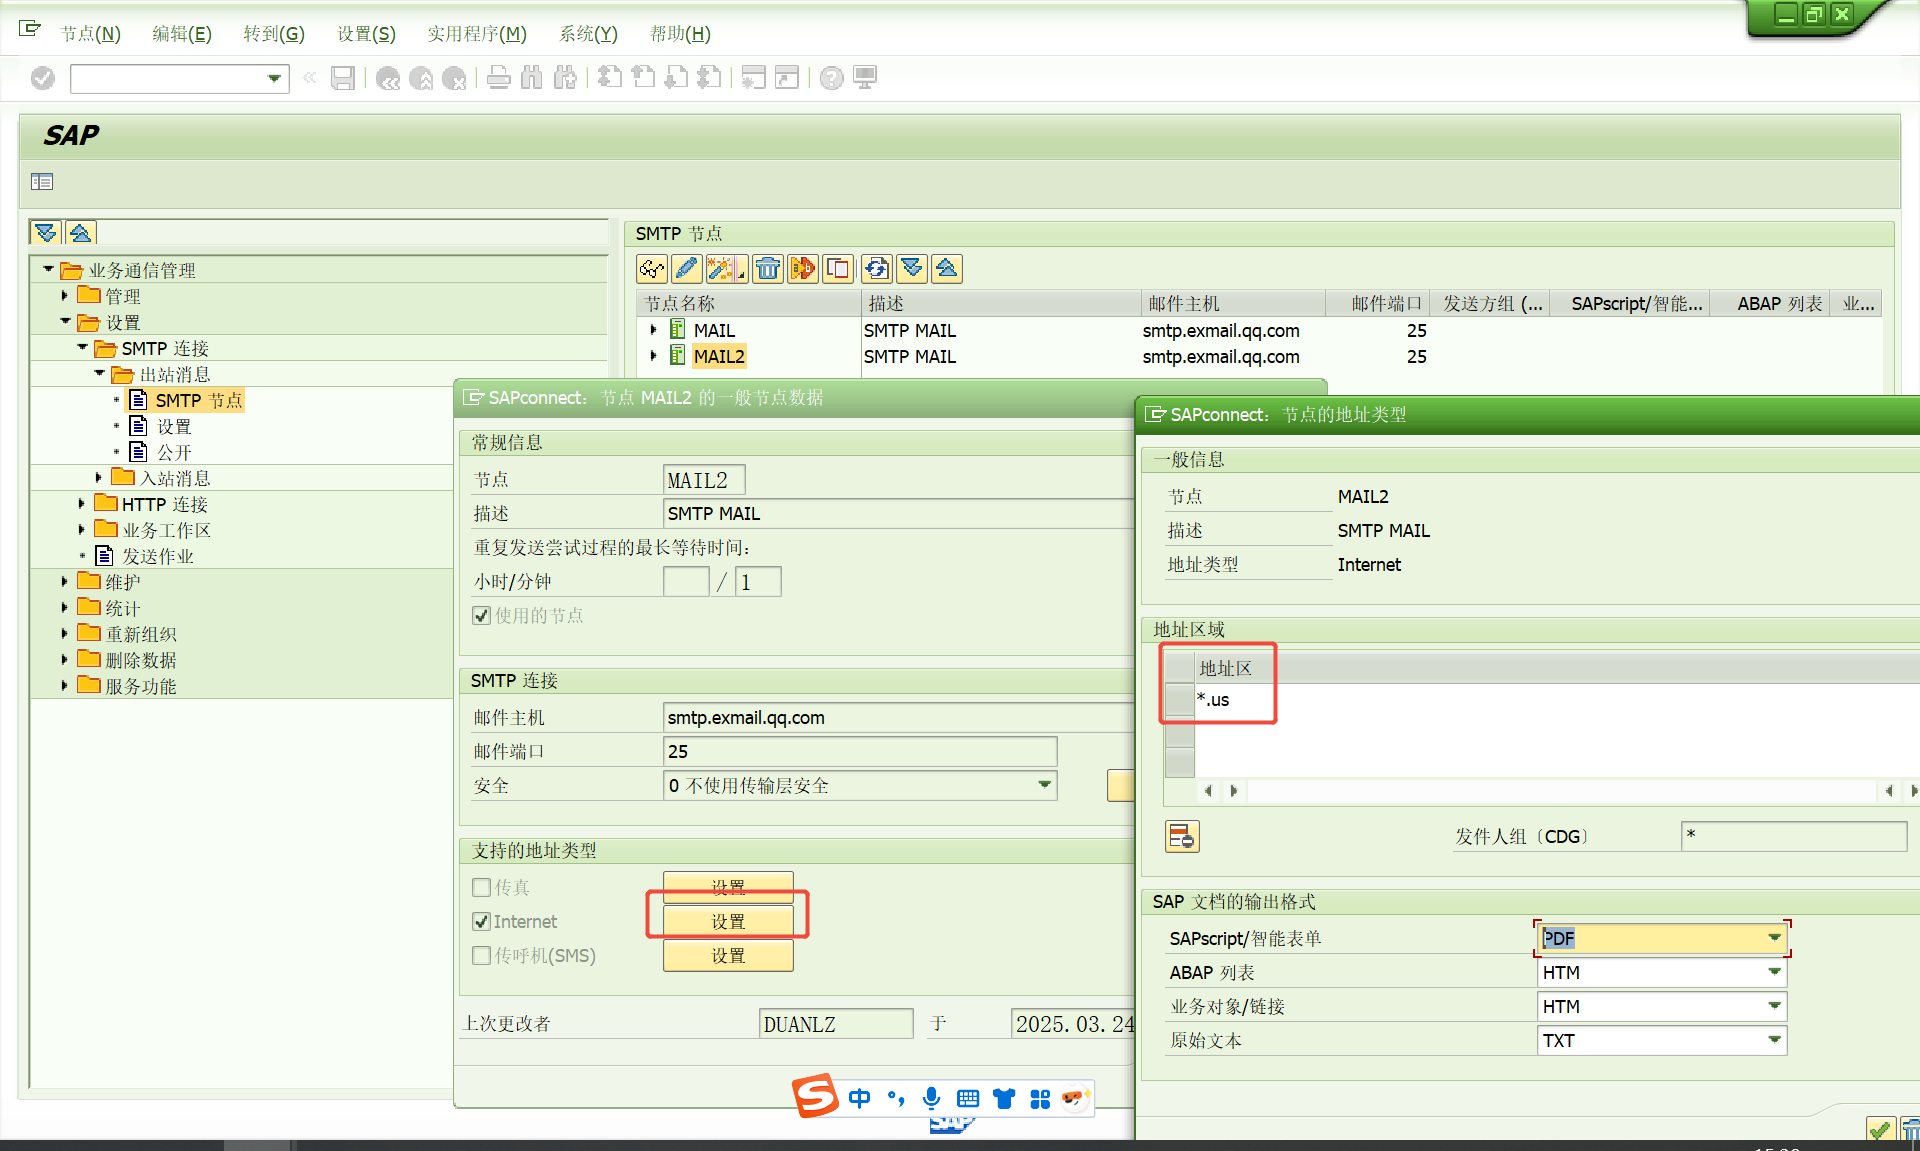 节点(N) 编辑(E) 转到(G) 设置(S) 实用程序(M) 系统(Y) 帮助(H)
SAP
业务通信管理
管理
设置
SMTP 连接
出站消息
SMTP 节点
设置
公开
入站消息
HTTP 连接
业务工作区
发送作业
维护
统计
重新组织
删除数据
服务功能
SMTP 节点
节点名称 描述 邮件主机 邮件端口 发送方组 (... SAPscript/智能... ABAP 列表 业...
MAIL SMTP MAIL smtp.exmail.qq.com 25
MAIL2 SMTP MAIL smtp.exmail.qq.com 25
SAPconnect: 节点 MAIL2 的一般节点数据
常规信息
节点 MAIL2
描述 SMTP MAIL
重复发送尝试过程的最长等待时间:
小时/分钟 / 1
使用的节点
SMTP 连接
邮件主机 smtp.exmail.qq.com
邮件端口 25
安全 0 不使用传输层安全
支持的地址类型
传真 设置
Internet 设置
传呼机(SMS) 设置
上次更改者 DUANLZ 于 2025.03.24
SAPconnect: 节点的地址类型
一般信息
节点 MAIL2
描述 SMTP MAIL
地址类型 Internet
地址区域
地址区
*.us
发件人组〔CDG〕 *
SAP 文档的输出格式
SAPscript/智能表单 PDF
ABAP 列表 HTM
业务对象/链接 HTM
原始文本 TXT
S 中
SAP